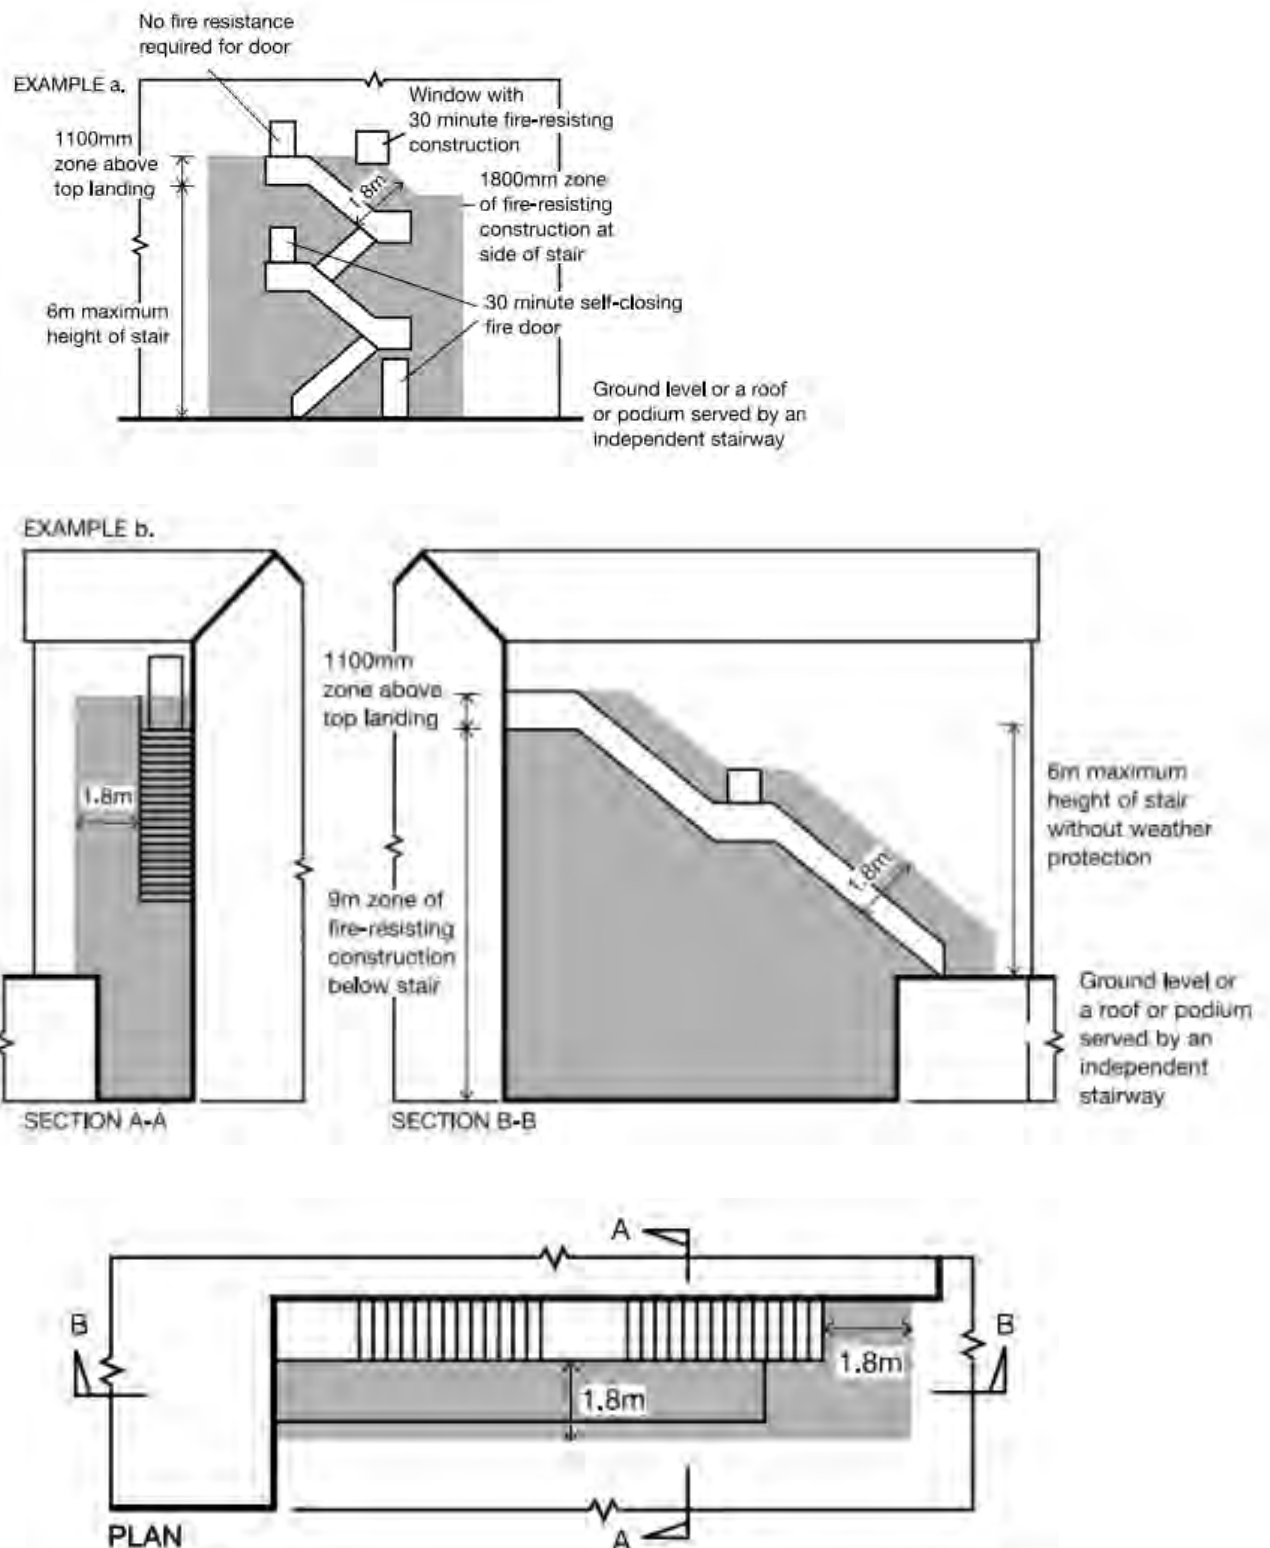 No fire resistance
required for door
EXAMPLE a.
Window with
30 minute fire-resisting
construction
1100mm
zone above
top landing
1.8m
1800mm zone
of fire-resisting
construction at
side of stair
6m maximum
height of stair
30 minute self-closing
fire door
Ground level or a roof
or podium served by an
independent stairway
EXAMPLE b.
1100mm
zone above
top landing
1.8m
6m maximum
height of stair
without weather
protection
1.8m
9m zone of
fire-resisting
construction
below stair
Ground level or
a roof or podium
served by an
independent
stairway
SECTION A-A
SECTION B-B
A
B
B
1.8m
1.8m
PLAN
A